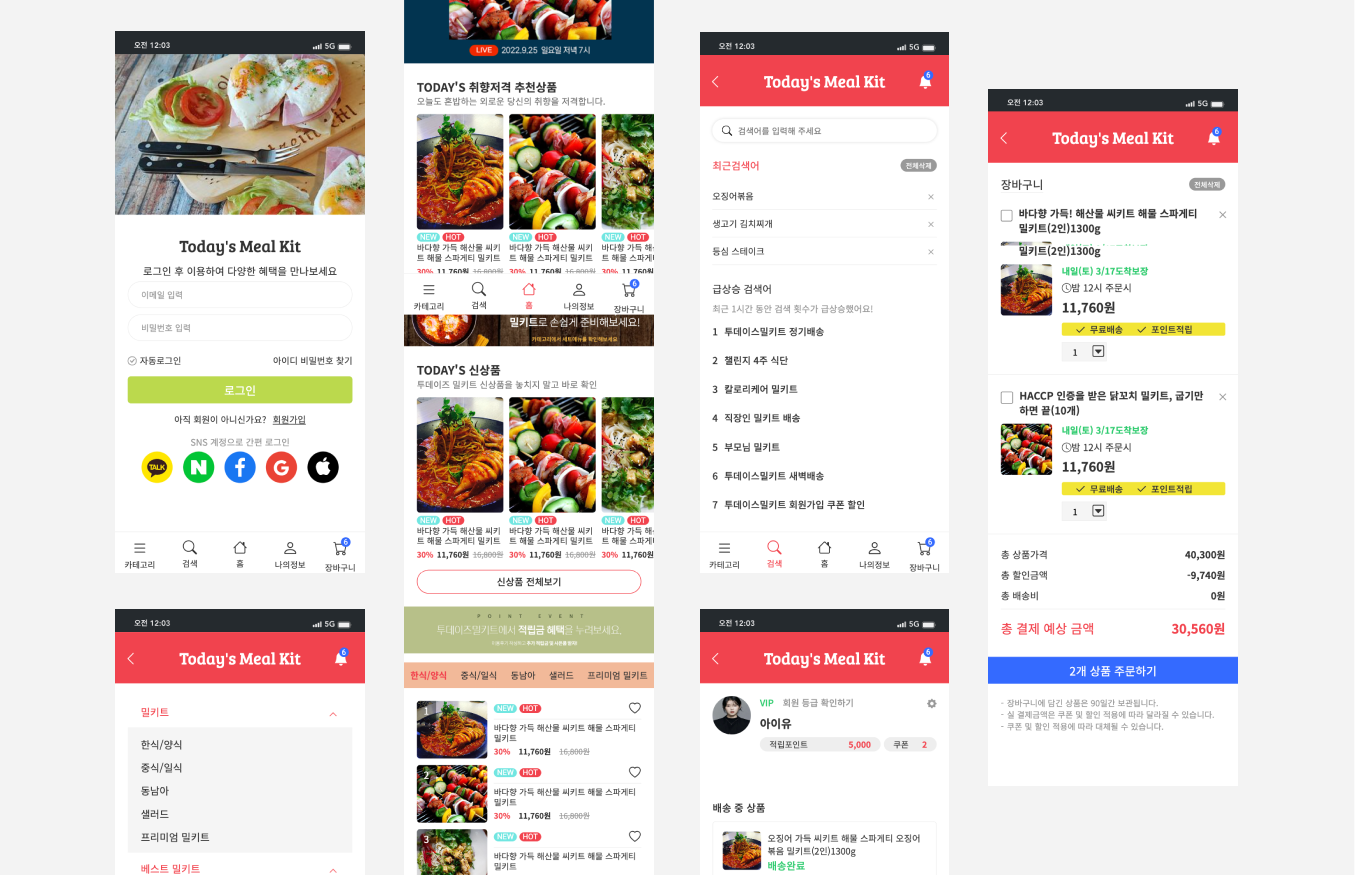 오전 12:03
5G
Today's Meal Kit
로그인 후 이용하여 다양한 혜택을 만나보세요
이메일 입력
비밀번호 입력
자동로그인
아이디 비밀번호 찾기
로그인
아직 회원이 아니신가요? 회원가입
SNS 계정으로 간편 로그인
TALK
N
f
G
카테고리
검색
홈
나의정보
6
장바구니
오전 12:03
5G
Today's Meal Kit
6
밀키트
한식/양식
중식/일식
동남아
샐러드
프리미엄 밀키트
베스트 밀키트
LIVE 2022.9.25 일요일 저녁 7시
TODAY'S 취향저격 추천상품
오늘도 혼밥하는 외로운 당신의 취향을 저격합니다.
NEW HOT
바다향 가득 해산물 씨키
트 해물 스파게티 밀키트
30% 11,760원 16,800원
NEW HOT
바다향 가득 해산물 씨키
트 해물 스파게티 밀키트
30% 11,760원 16,800원
NEW HOT
바다향 가득
트 해물 스파
30% 11,760원
카테고리
검색
홈
나의정보
6
장바구니
밀키트로 손쉽게 준비해보세요!
카테고리에서 세트메뉴를 확인해보세요
TODAY'S 신상품
투데이즈 밀키트 신상품을 놓치지 말고 바로 확인
NEW HOT
바다향 가득 해산물 씨키
트 해물 스파게티 밀키트
30% 11,760원 16,800원
NEW HOT
바다향 가득 해산물 씨키
트 해물 스파게티 밀키트
30% 11,760원 16,800원
NEW HOT
바다향 가득
트 해물 스파
30% 11,760원
신상품 전체보기
POINT EVENT
투데이즈밀키트에서 적립금 혜택을 누려보세요.
한식/양식
중식/일식
동남아
샐러드
프리미엄 밀키트
1
NEW HOT
바다향 가득 해산물 씨키트 해물 스파게티
밀키트
30% 11,760원 16,800원
2
NEW HOT
바다향 가득 해산물 씨키트 해물 스파게티
밀키트
30% 11,760원 16,800원
3
NEW HOT
바다향 가득 해산물 씨키트 해물 스파게티
밀키트
오전 12:03
5G
Today's Meal Kit
6
검색어를 입력해 주세요
최근검색어
전체삭제
오징어볶음
생고기 김치찌개
등심 스테이크
급상승 검색어
최근 1시간 동안 검색 횟수가 급상승했어요!
1 투데이스밀키트 정기배송
2 챌린지 4주 식단
3 칼로리케어 밀키트
4 직장인 밀키트 배송
5 부모님 밀키트
6 투데이스밀키트 새벽배송
7 투데이스밀키트 회원가입 쿠폰 할인
카테고리
검색
홈
나의정보
6
장바구니
오전 12:03
5G
Today's Meal Kit
6
VIP 회원 등급 확인하기
아이유
적립포인트 5,000
쿠폰 2
배송 중 상품
오징어 가득 씨키트 해물 스파게티 오징어
볶음 밀키트(2인)1300g
배송완료
오전 12:03
5G
Today's Meal Kit
6
장바구니
전체삭제
바다향 가득! 해산물 씨키트 해물 스파게티
밀키트(2인)1300g
밀키트(2인)1300g
내일(토) 3/17도착보장
밤 12시 주문시
11,760원
무료배송
포인트적립
1
HACCP 인증을 받은 닭꼬치 밀키트, 굽기만
하면 끝(10개)
내일(토) 3/17도착보장
밤 12시 주문시
11,760원
무료배송
포인트적립
1
총 상품가격 40,300원
총 할인금액 -9,740원
총 배송비 0원
총 결제 예상 금액 30,560원
2개 상품 주문하기
- 장바구니에 담긴 상품은 90일간 보관됩니다.
- 실 결제금액은 쿠폰 및 할인 적용에 따라 달라질 수 있습니다.
- 쿠폰 및 할인 적용에 따라 대체될 수 있습니다.